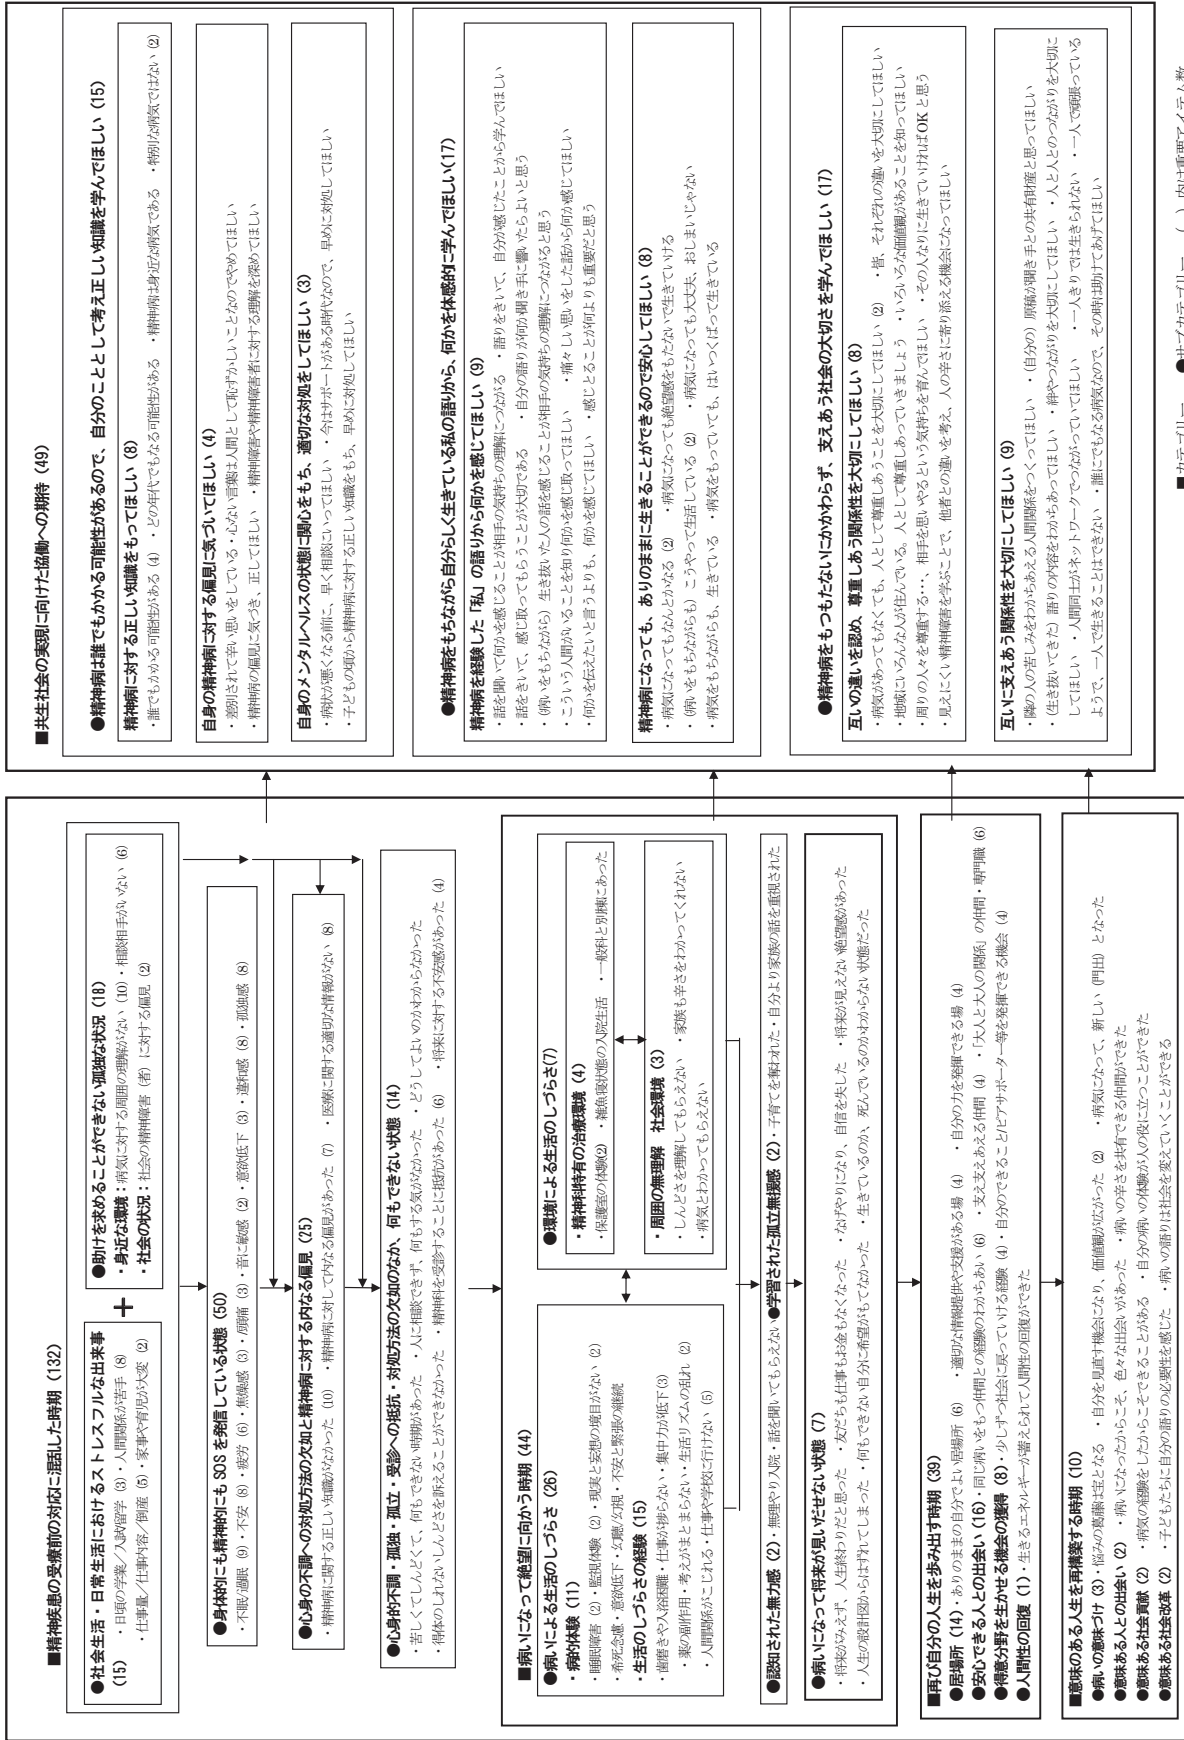 ■精神疾患の受療前の対応に混乱した時期（132）
●社会生活・日常生活におけるストレスフルな出来事
（15）　・日頃の学業／入試/留学（3）・人間関係が苦手（8）
・仕事量／仕事内容／倒産（5）・家事や育児が大変（2）
＋
●助けを求めることができない孤独な状況（18）
・身近な環境：病気に対する周囲の理解がない（10）・相談相手がいない（6）
・社会の状況：社会の精神障害（者）に対する偏見（2）
●身体的にも精神的にも SOS を発信している状態（50）
・不眠/過眠（9）・不安（8）・疲労（6）・焦燥感（3）・頭痛（3）・音に敏感（2）・意欲低下（3）・違和感（8）・孤独感（8）
●心身の不調への対処方法の欠如と精神病に対する内なる偏見（25）
・精神病に関する正しい知識がなかった（10）　・精神病に対して内なる偏見があった（7）　・医療に関する適切な情報がない（8）
●心身的不調・孤独・孤立・受診への抵抗・対処方法の欠如のなか、何もできない状態（14）
・苦しくてしんどくて、何もできない時期があった　・人に相談できず、何もする気がなかった　・どうしてよいのかわからなかった
・得体のしれないしんどさを訴えることができなかった　・精神科を受診することに抵抗があった（6）　・将来に対する不安感があった（4）
■病いになって絶望に向かう時期（44）
●病いによる生活のしづらさ（26）
・病的体験（11）
・睡眠障害（2）・監視体験（2）・現実と妄想の境目がない（2）
・希死念慮・意欲低下・幻聴/幻視・不安と緊張の継続
・生活のしづらさの経験（15）
・歯磨きや入浴困難・仕事が捗らない・集中力が低下(3)
・薬の副作用・考えがまとまらない・生活リズムの乱れ（2）
・人間関係がこじれる・仕事や学校に行けない（5）
●環境による生活のしづらさ(7)
・精神科特有の治療環境（4）
・保護室の体験(2)　・雑魚寝状態の入院生活　・一般科と別棟にあった
・周囲の無理解　社会環境（3）
・しんどさを理解してもらえない　・家族も辛さをわかってくれない
・病気とわかってもらえない
●認知された無力感（2）・無理やり入院・話を聞いてもらえない●学習された孤立無援感（2）・子育てを奪われた・自分より家族の話を重視された
●病いになって将来が見いだせない状態（7）
・将来がみえず、人生終わりだと思った　・友だちも仕事もお金もなくなった　・なげやりになり、自信を失した　・将来が見えない絶望感があった
・人生の設計図からはずれてしまった・何もできない自分に希望がもてなかった　・生きているのか、死んでいるのかわからない状態だった
■再び自分の人生を歩み出す時期（39）
●居場所（14）・ありのままの自分でよい居場所（6）　・適切な情報提供や支援がある場（4）　・自分の力を発揮できる場（4）
●安心できる人との出会い（16）・同じ病いをもつ仲間との経験のわかちあい（6）・支え支えあえる仲間（4）・「大人と大人の関係」の仲間・専門職（6）
●得意分野を生かせる機会の獲得（8）・少しずつ社会に戻っていける経験（4）・自分のできること/ピアサポーター等を発揮できる機会（4）
●人間性の回復（1）・生きるエネルギーが蓄えられて人間性の回復ができた
■意味のある人生を再構築する時期（10）
●病いの意味づけ（3）・悩みの葛藤は宝となる　・自分を見直す機会になり、価値観が広がった（2）　・病気になって、新しい（門出）となった
●意味ある人との出会い（2）・病いになったからこそ、色々な出会いがあった　・病いの辛さを共有できる仲間ができた
●意味ある社会貢献（2）　・病気の経験をしたからこそできることがある　・自分の病いの体験が人の役に立つことができた
●意味ある社会改革（2）　・子どもたちに自分の語りの必要性を感じた　・病いの語りは社会を変えていくことができる
■共生社会の実現に向けた協働への期待（49）
●精神病は誰でもかかる可能性があるので、自分のこととして考え正しい知識を学んでほしい（15）
精神病に対する正しい知識をもってほしい（8）
・誰でもかかる可能性がある（4）　・どの年代でもなる可能性がある　・精神病は身近な病気である　・特別な病気ではない（2）
自身の精神病に対する偏見に気づいてほしい（4）
・差別されて辛い思いをしている・心ない言葉は人間として恥ずかしいことなのでやめてほしい
・精神病の偏見に気づき、正してほしい　・精神障害や精神障害者に対する理解を深めてほしい
自身のメンタルヘルスの状態に関心をもち、適切な対処をしてほしい（3）
・病状が悪くなる前に、早く相談にいってほしい　・今はサポートがある時代なので、早めに対処してほしい
・子どもの頃から精神病に対する正しい知識をもち、早めに対処してほしい
●精神病をもちながら自分らしく生きている私の語りから、何かを体感的に学んでほしい(17)
精神病を経験した「私」の語りから何かを感じてほしい（9）
・話を聞いて何かを感じることが相手の気持ちの理解につながる　・語りをきいて、自分が感じたことから学んでほしい
・話をきいて、感じ取ってもらうことが大切である　・自分の語りが何か聞き手に響いたらよいと思う
・（病いをもちながら）生き抜いた人の話を感じることが相手の気持ちの理解につながると思う
・こういう人間がいることを知り何かを感じ取ってほしい　・痛々しい思いをした話から何か感じてほしい
・何かを伝えたいと言うよりも、何かを感じてほしい　・感じとることが何よりも重要だと思う
精神病になっても、ありのままに生きることができるので安心してほしい（8）
・病気になってもなんとかなる（2）　・病気になっても絶望感をもたないで生きていける
・（病いをもちながらも）こうやって生活している（2）　・病気になっても大丈夫、おしまいじゃない
・病気をもちながらも、生きている　・病気をもっていても、はいつくばって生きている
●精神病をもつもたないにかかわらず、支えあう社会の大切さを学んでほしい（17）
互いの違いを認め、尊重しあう関係性を大切にしてほしい（8）
・病気があってもなくても、人として尊重しあうことを大切にしてほしい（2）　・皆、それぞれの違いを大切にしてほしい
・地域にいろんな人が住んでいる。人として尊重しあっていきましょう　・いろいろな価値観があることを知ってほしい
・周りの人々を尊重する…、相手を思いやるという気持ちを育んでほしい　・その人なりに生きていければOKと思う
・見えにくい精神障害を学ぶことで、他者との違いを考え、人の辛さに寄り添える機会になってほしい
互いに支えあう関係性を大切にしてほしい（9）
・隣の人の苦しみをわかちあえる人間関係をつくってほしい　・（自分の）原稿が聞き手との共有財産と思ってほしい
・（生き抜いてきた）語りの内容をわかちあってほしい　・絆やつながりを大切にしてほしい　・人と人とのつながりを大切に
してほしい　・人間同士がネットワークでつながっていてほしい　・一人きりでは生きられない　・一人で頑張っている
ようで、一人で生きることはできない　・誰にでもなる病気なので、その時は助けてあげてほしい
■カテゴリー　●サブカテゴリー　（　）内は重要アイテム数